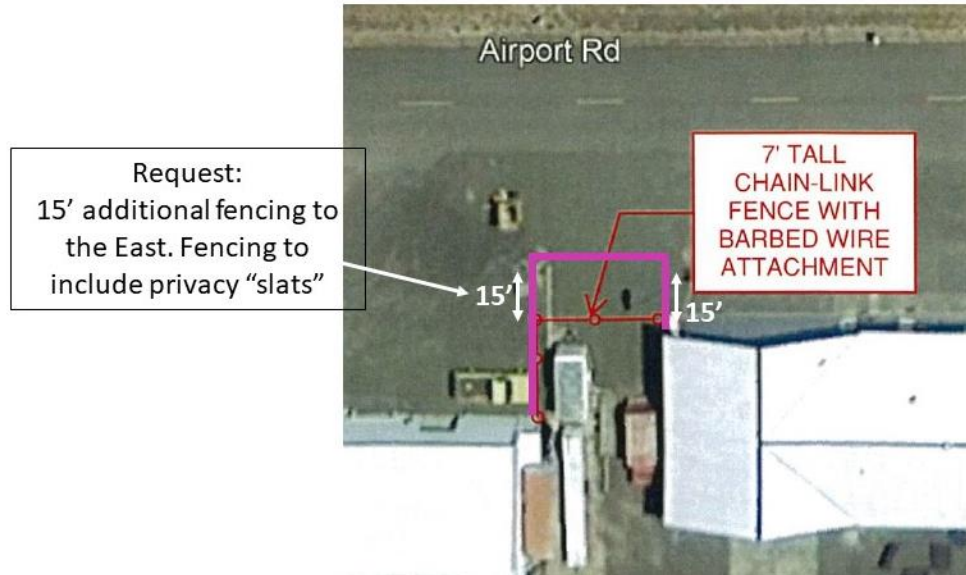 Airport Rd
Request:
15’ additional fencing to
the East. Fencing to
include privacy “slats”
7' TALL
CHAIN-LINK
FENCE WITH
BARBED WIRE
ATTACHMENT
15’
15’